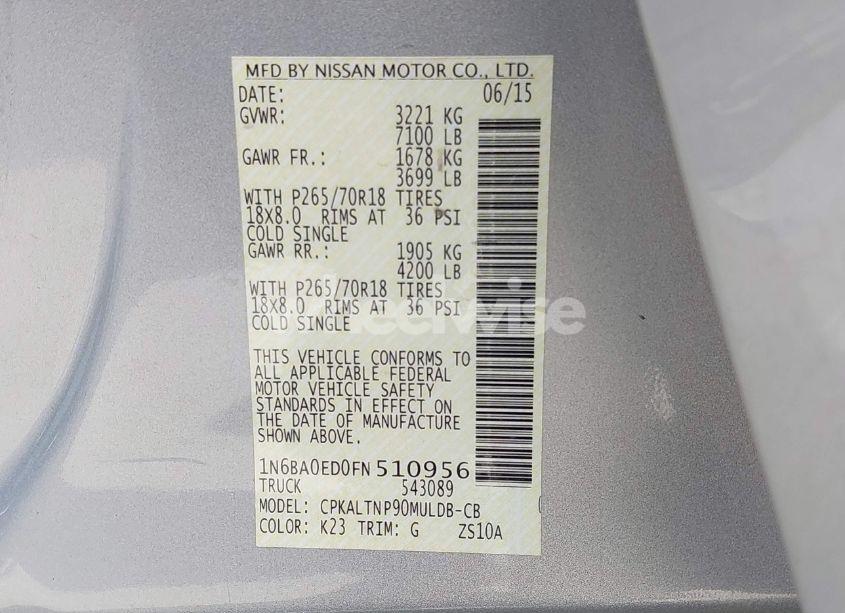 MFD BY NISSAN MOTOR CO., LTD.
DATE: 06/15
GVWR: 3221 KG
7100 LB
GAWR FR.: 1678 KG
3699 LB
WITH P265/70R18 TIRES
18X8.0 RIMS AT 36 PSI
COLD SINGLE
GAWR RR.: 1905 KG
4200 LB
WITH P265/70R18 TIRES
18X8.0 RIMS AT 36 PSI
COLD SINGLE
wheelwise
THIS VEHICLE CONFORMS TO
ALL APPLICABLE FEDERAL
MOTOR VEHICLE SAFETY
STANDARDS IN EFFECT ON
THE DATE OF MANUFACTURE
SHOWN ABOVE.
1N6BA0ED0FN510956
TRUCK 543089
MODEL: CPKALTNP90MULDB-CB
COLOR: K23 TRIM: G ZS10A